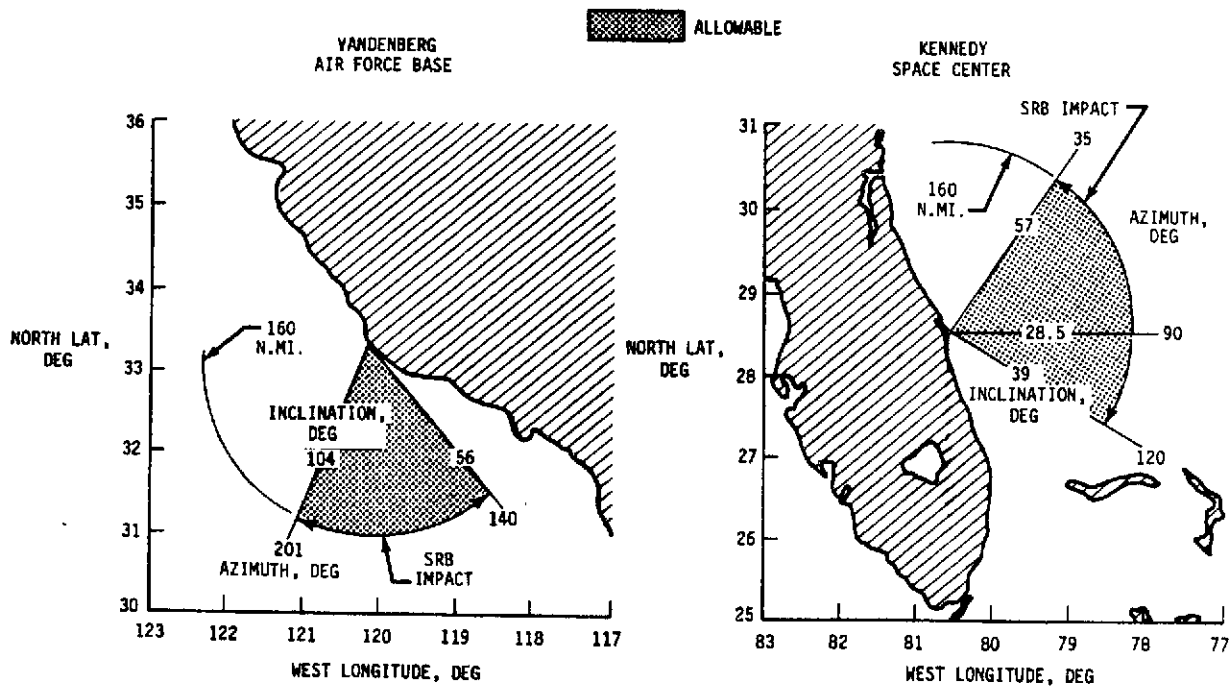 ALLOWABLE
VANDENBERG
AIR FORCE BASE
36
35
34
33
32
31
30
NORTH LAT,
DEG
160
N.MI.
INCLINATION,
DEG
104
56
140
201
AZIMUTH, DEG
SRB
IMPACT
123
122
121
120
119
118
117
WEST LONGITUDE, DEG
KENNEDY
SPACE CENTER
SRB IMPACT
35
31
30
29
28
27
26
25
NORTH LAT,
DEG
160
N.MI.
57
AZIMUTH,
DEG
28.5
90
39
INCLINATION,
DEG
120
83
82
81
80
79
78
77
WEST LONGITUDE, DEG